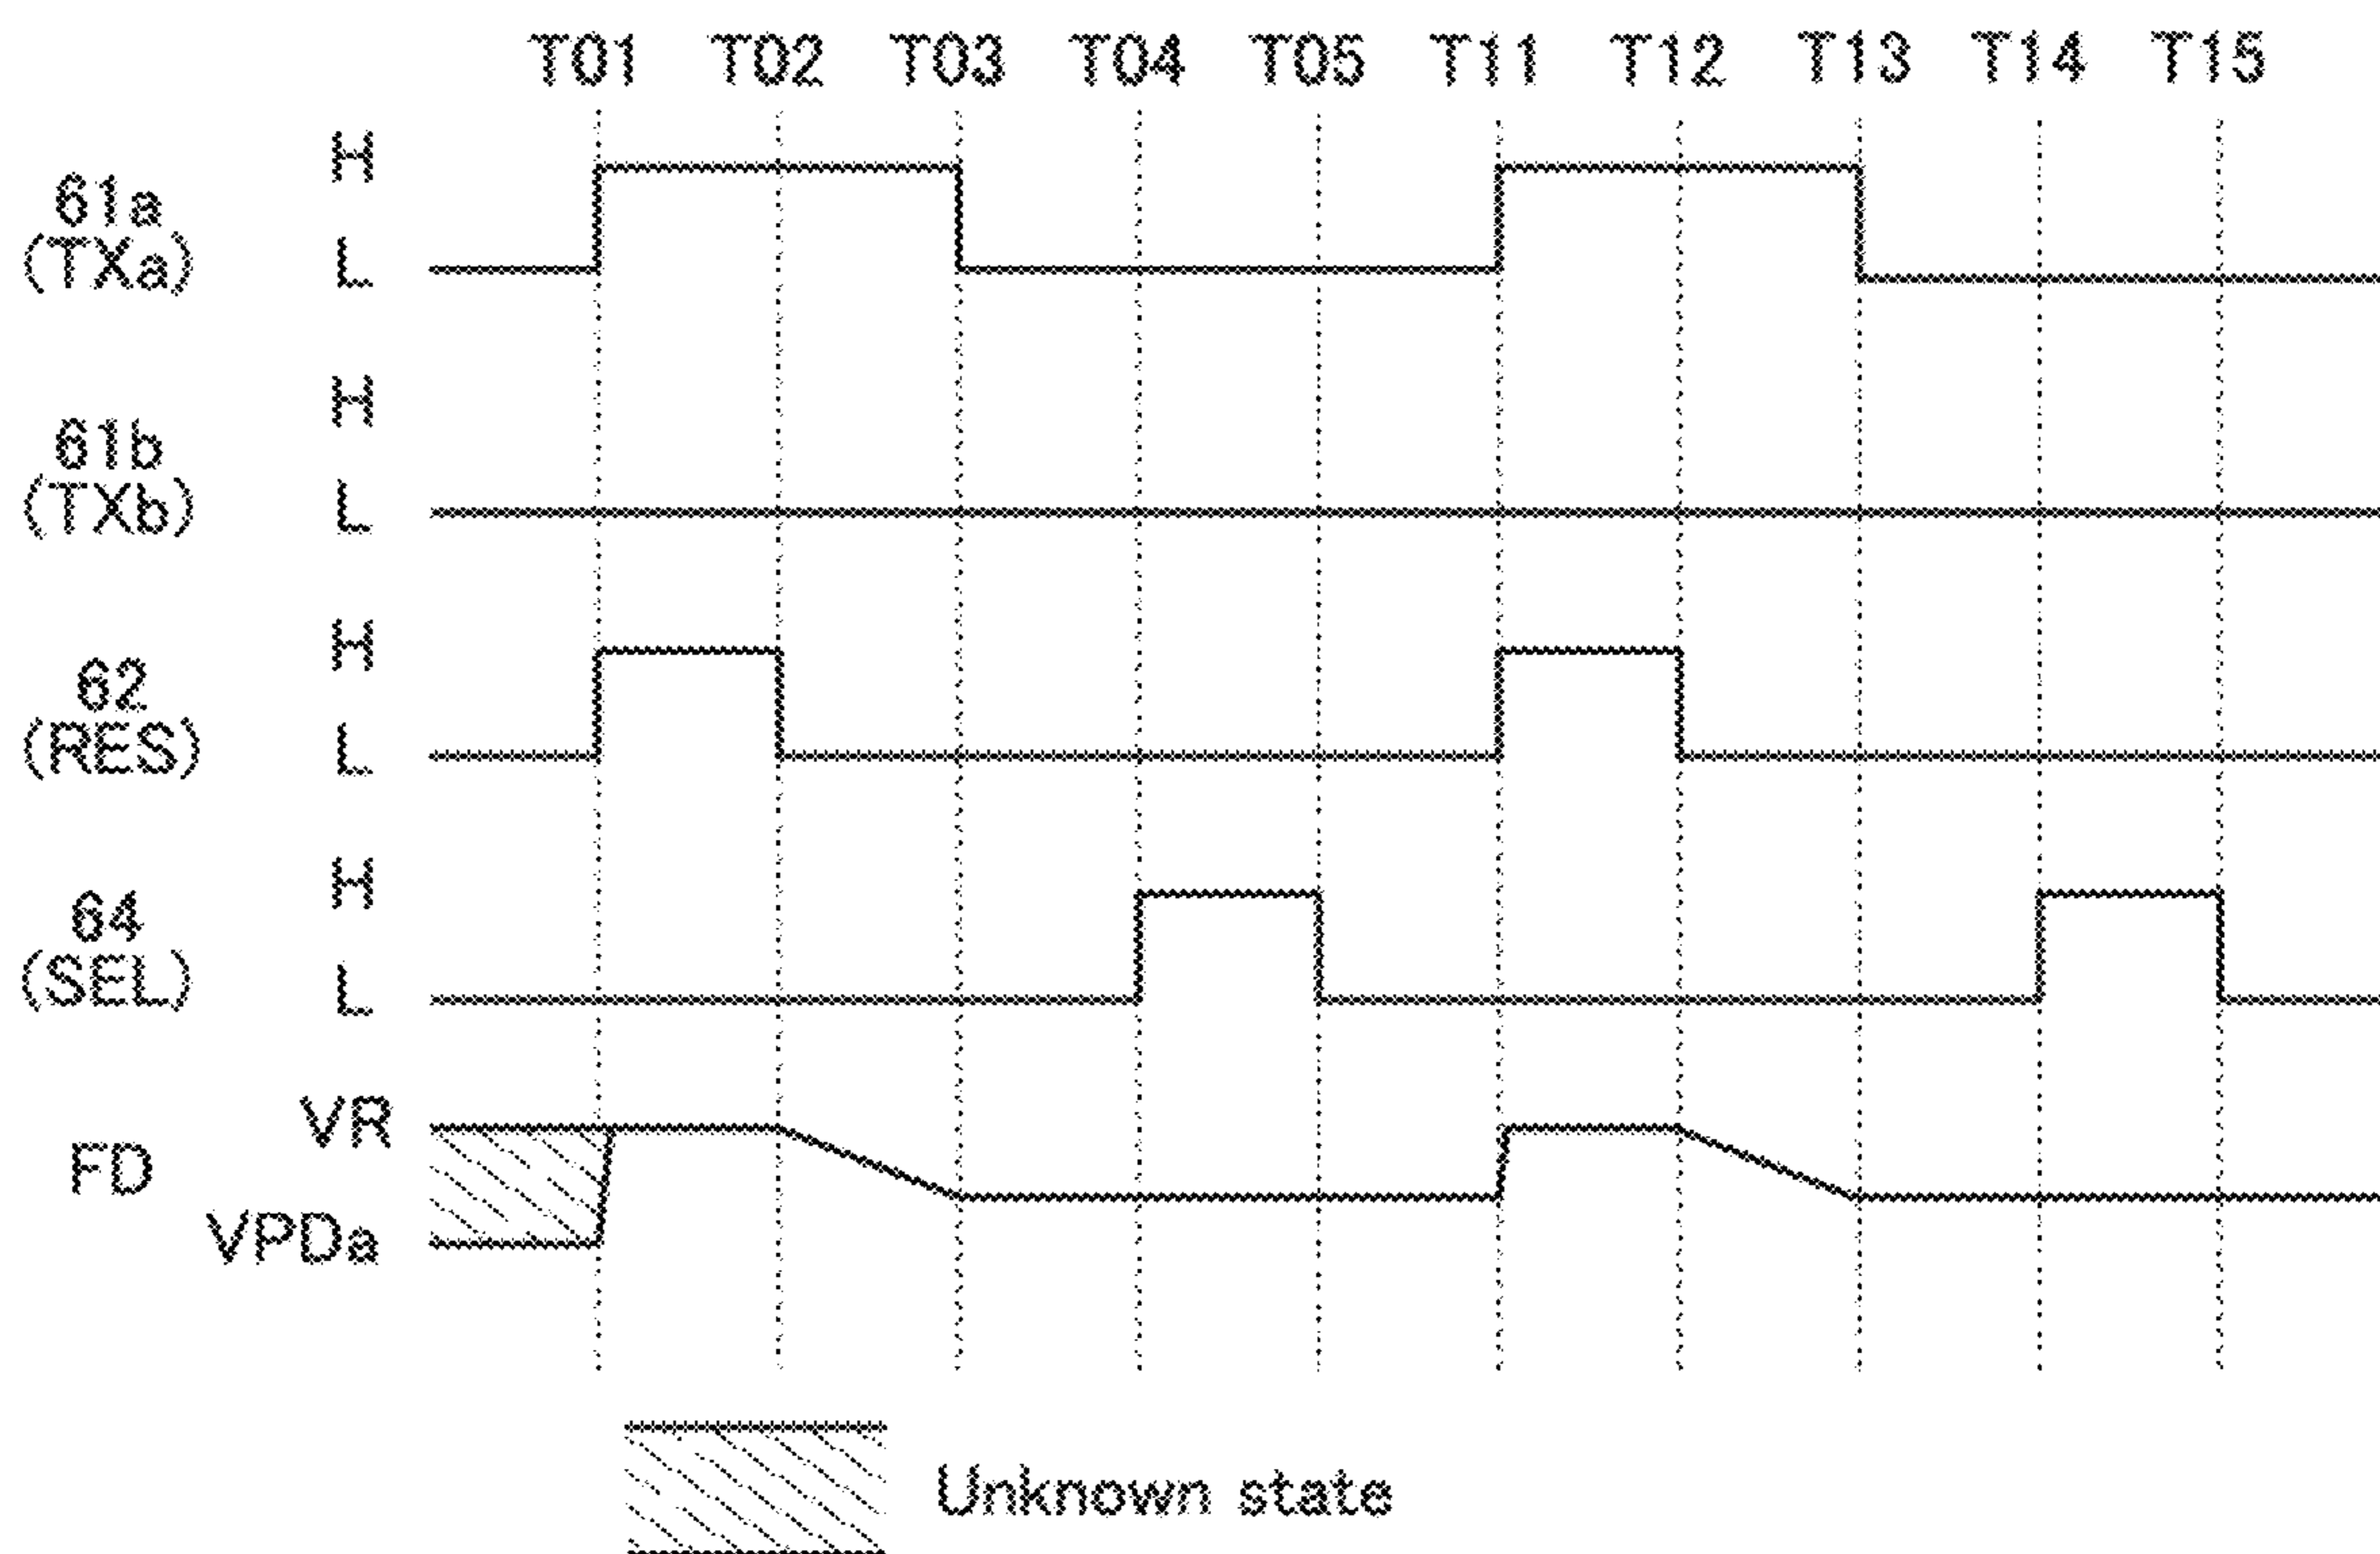 T01 T02 T03 T04 T05 T11 T12 T13 T14 T15
H
61a
(TXa)
L
H
61b
(TXb)
L
H
62
(RES)
L
H
64
(SEL)
L
VR
FD
VPDa
Unknown state